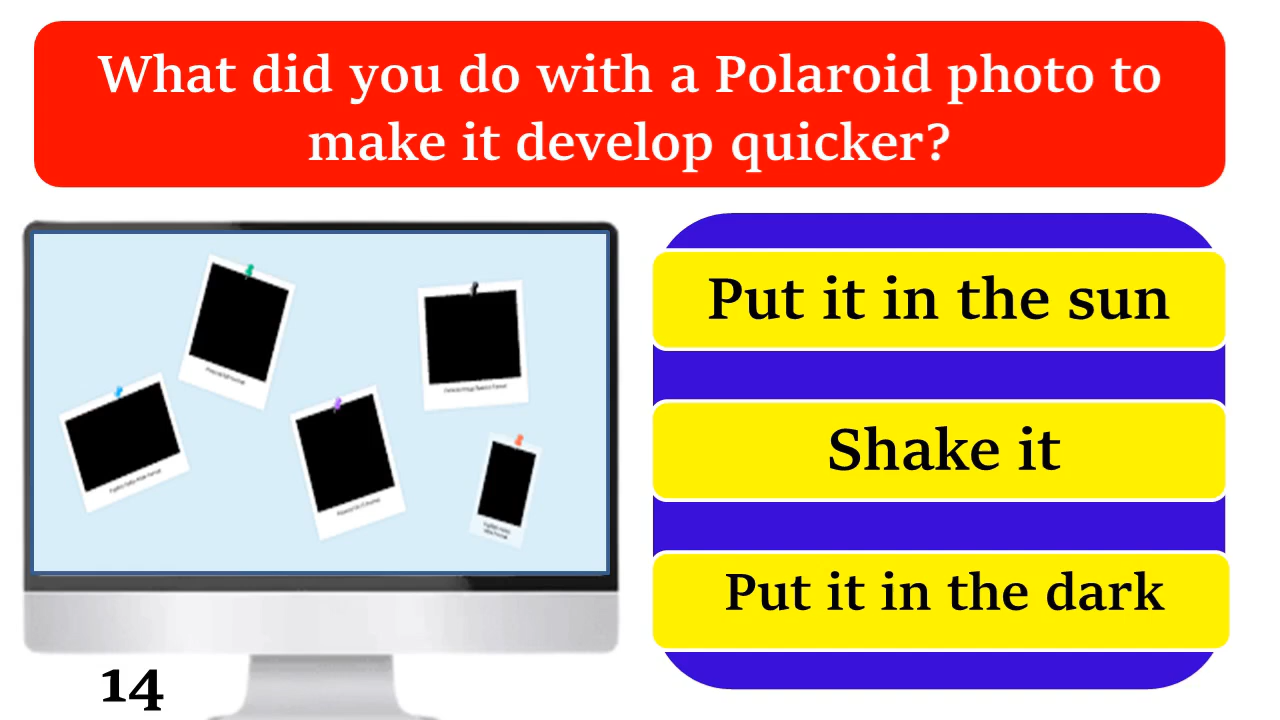 What did you do with a Polaroid photo to
make it develop quicker?
Put it in the sun
Shake it
Put it in the dark
14